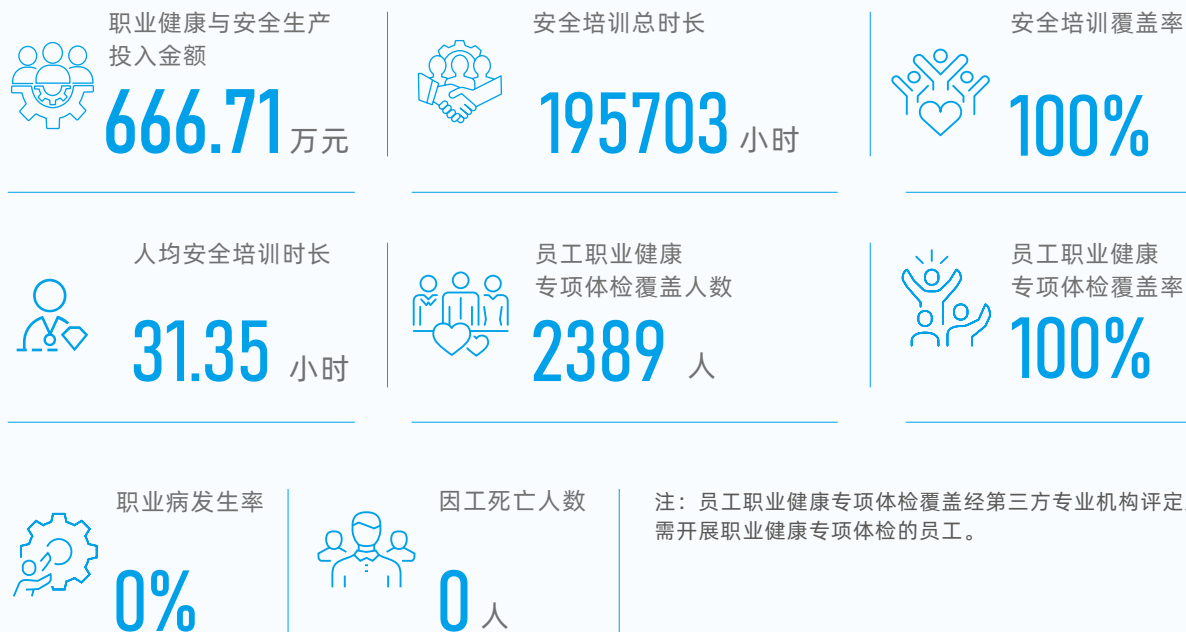 职业健康与安全生产
投入金额
666.71 万元
安全培训总时长
195703 小时
安全培训覆盖率
100%
人均安全培训时长
31.35 小时
员工职业健康
专项体检覆盖人数
2389 人
员工职业健康
专项体检覆盖率
100%
职业病发生率
0%
因工死亡人数
0 人
注：员工职业健康专项体检覆盖经第三方专业机构评定
需开展职业健康专项体检的员工。